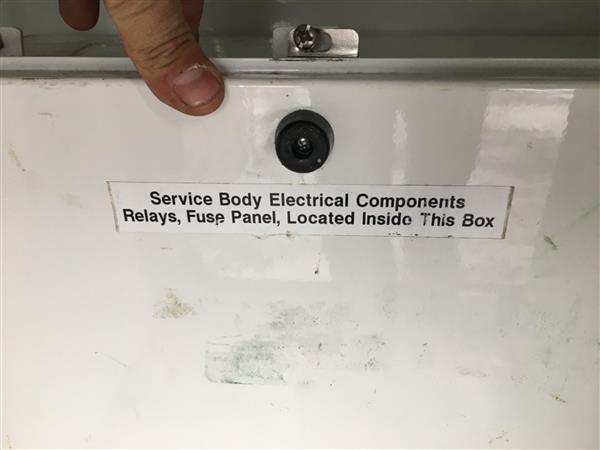 Service Body Electrical Components
Relays, Fuse Panel, Located Inside This Box